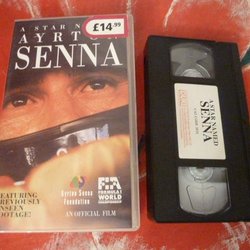 A STAR N
£14.99
AYRT
SENNA
FEATURING
PREVIOUSLY
UNSEEN
FOOTAGE!
Ayrton Senna
Foundation
FIA
FORMULA 1
WORLD
CHAMPIONSHIP
AN OFFICIAL FILM
A STAR NAMED
SENNA